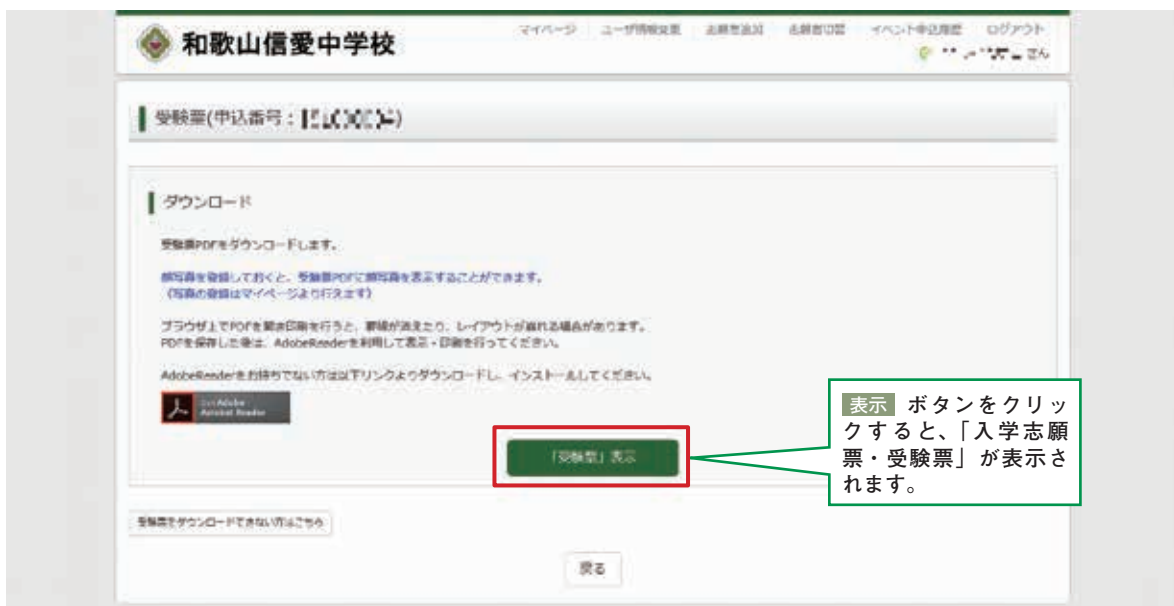 和歌山信愛中学校
マイページ ユーザ情報変更 志願者追加 志願者切替 イベント申込履歴 ログアウト
さん
受験票(申込番号：
ダウンロード
受験票PDFをダウンロードします。
顔写真を登録しておくと、受験票PDFに顔写真を表示することができます。
(写真の登録はマイページより行えます)
ブラウザ上でPDFを開き印刷を行うと、罫線が消えたり、レイアウトが崩れる場合があります。
PDFを保存した後は、AdobeReaderを利用して表示・印刷を行ってください。
AdobeReaderをお持ちでない方は以下リンクよりダウンロードし、インストールしてください。
Adobe
Acrobat Reader
「受験票」表示
表示 ボタンをクリッ
クすると、「入学志願
票・受験票」が表示さ
れます。
受験票をダウンロードできない方はこちら
戻る